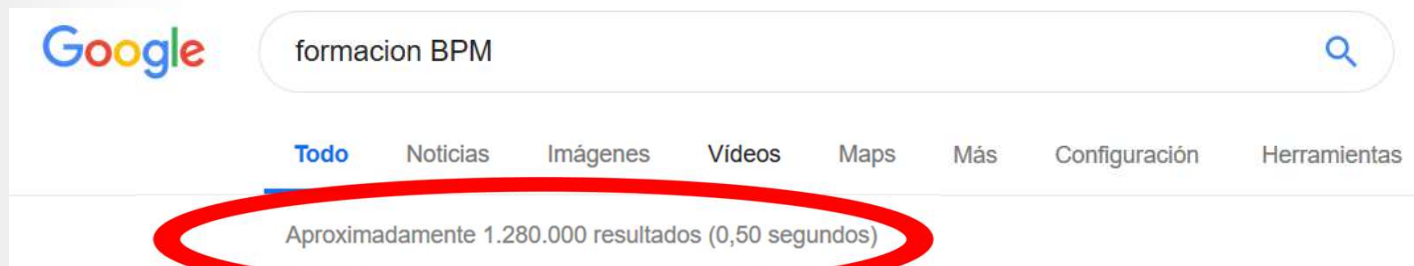 Google
formacion BPM
Todo Noticias Imágenes Vídeos Maps Más Configuración Herramientas
Aproximadamente 1.280.000 resultados (0,50 segundos)